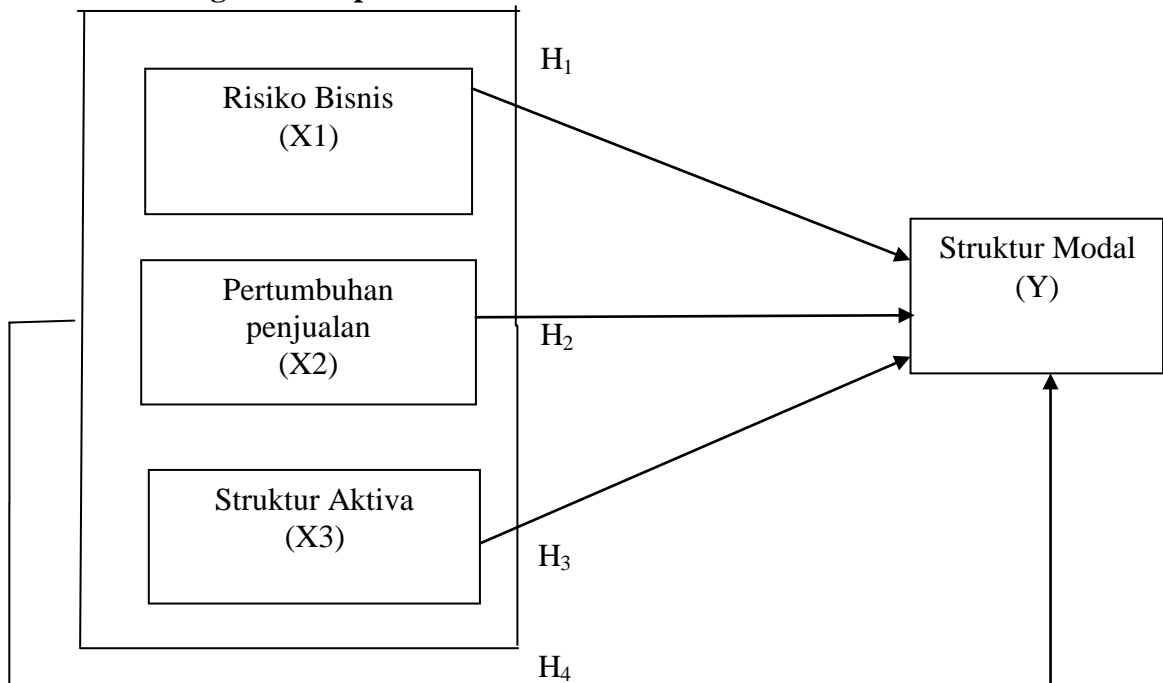 H₁
Risiko Bisnis
(X1)
Struktur Modal
(Y)
Pertumbuhan
penjualan
(X2)
H₂
Struktur Aktiva
(X3)
H₃
H₄